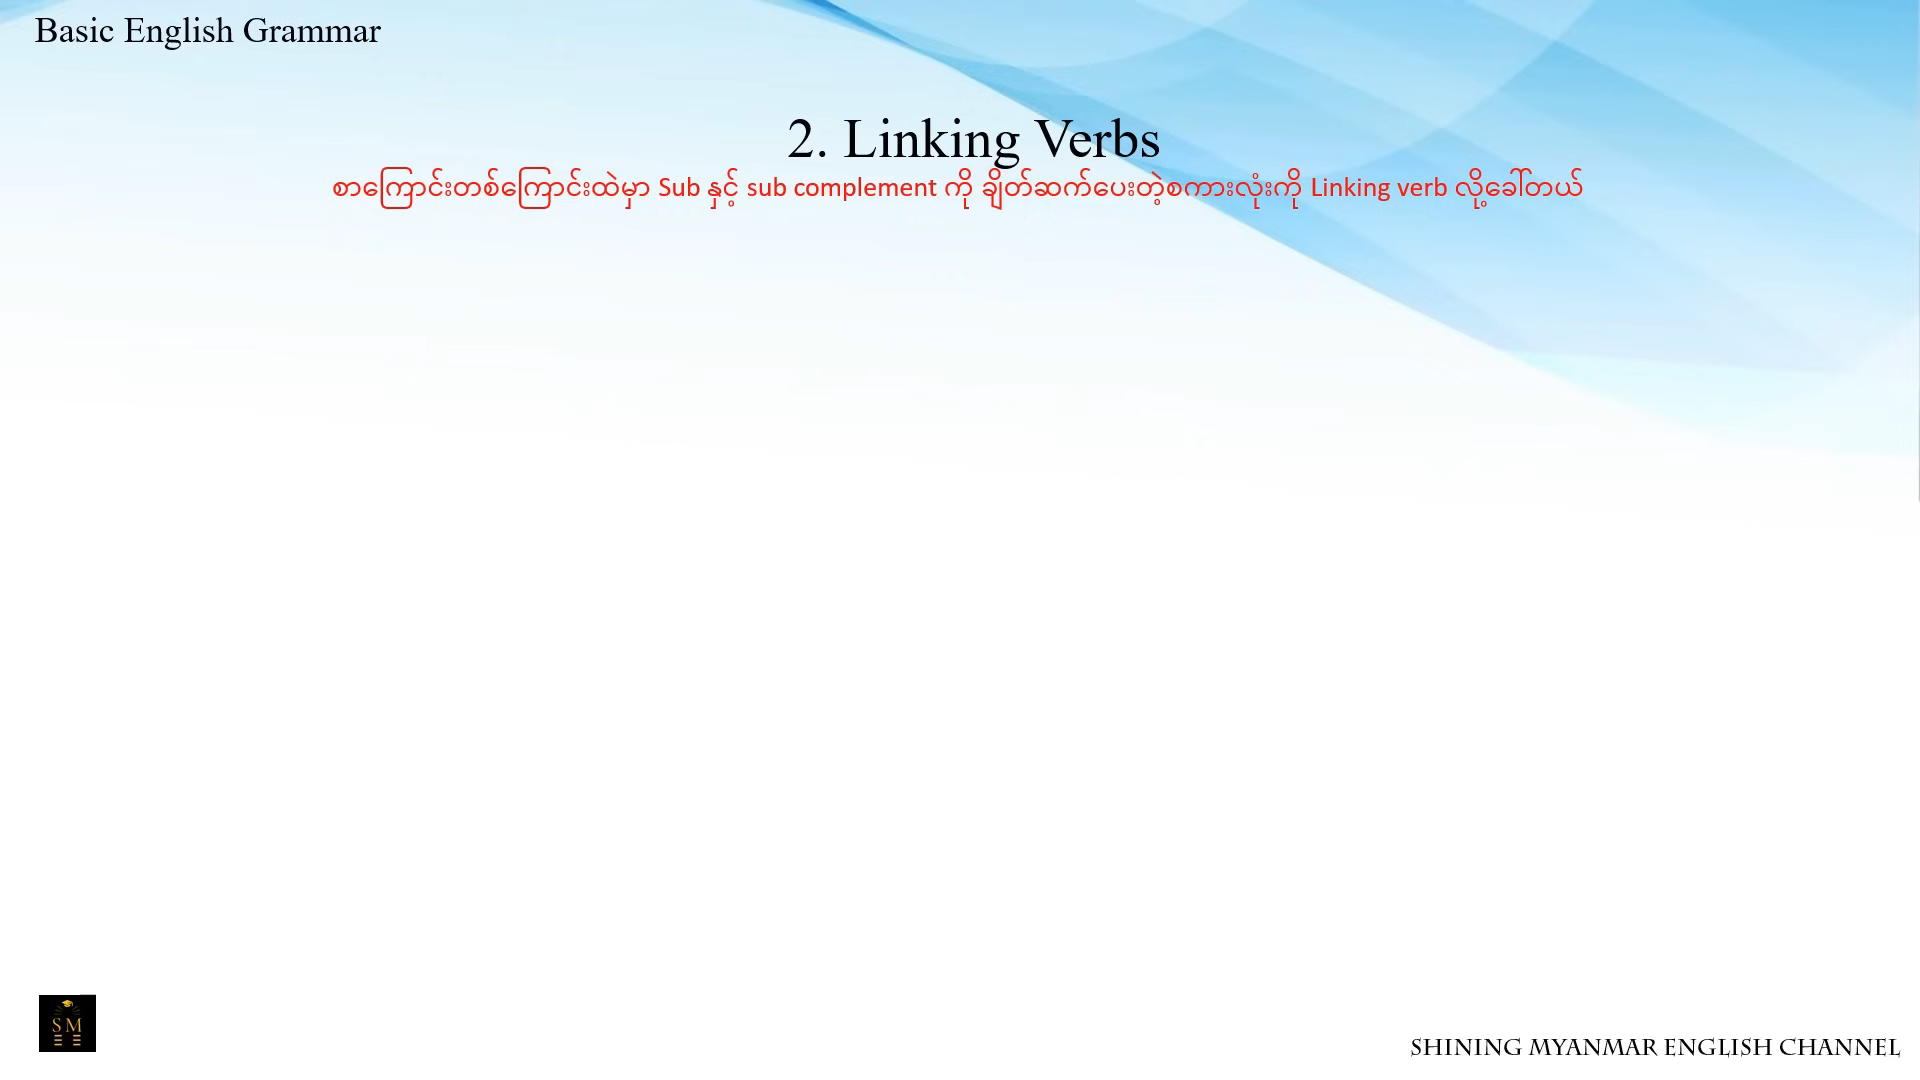 Basic English Grammar
2. Linking Verbs
စာကြောင်းတစ်ကြောင်းထဲမှာ Sub နှင့် sub complement ကို ချိတ်ဆက်ပေးတဲ့စကားလုံးကို Linking verb လို့ခေါ်တယ်
SM
SHINING MYANMAR ENGLISH CHANNEL